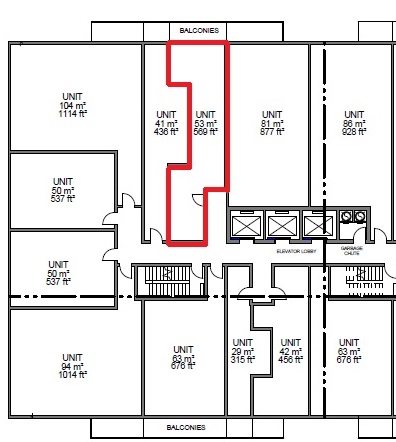 BALCONIES
UNIT
104 m²
1114 ft²
UNIT
41 m²
436 ft²
UNIT
53 m²
569 ft²
UNIT
81 m²
877 ft²
UNIT
86 m²
928 ft²
UNIT
50 m²
537 ft²
UNIT
50 m²
537 ft²
ELEVATOR LOBBY
GARBAGE
CHUTE
UNIT
94 m²
1014 ft²
UNIT
63 m²
676 ft²
UNIT
29 m²
315 ft²
UNIT
42 m²
456 ft²
UNIT
63 m²
676 ft²
BALCONIES